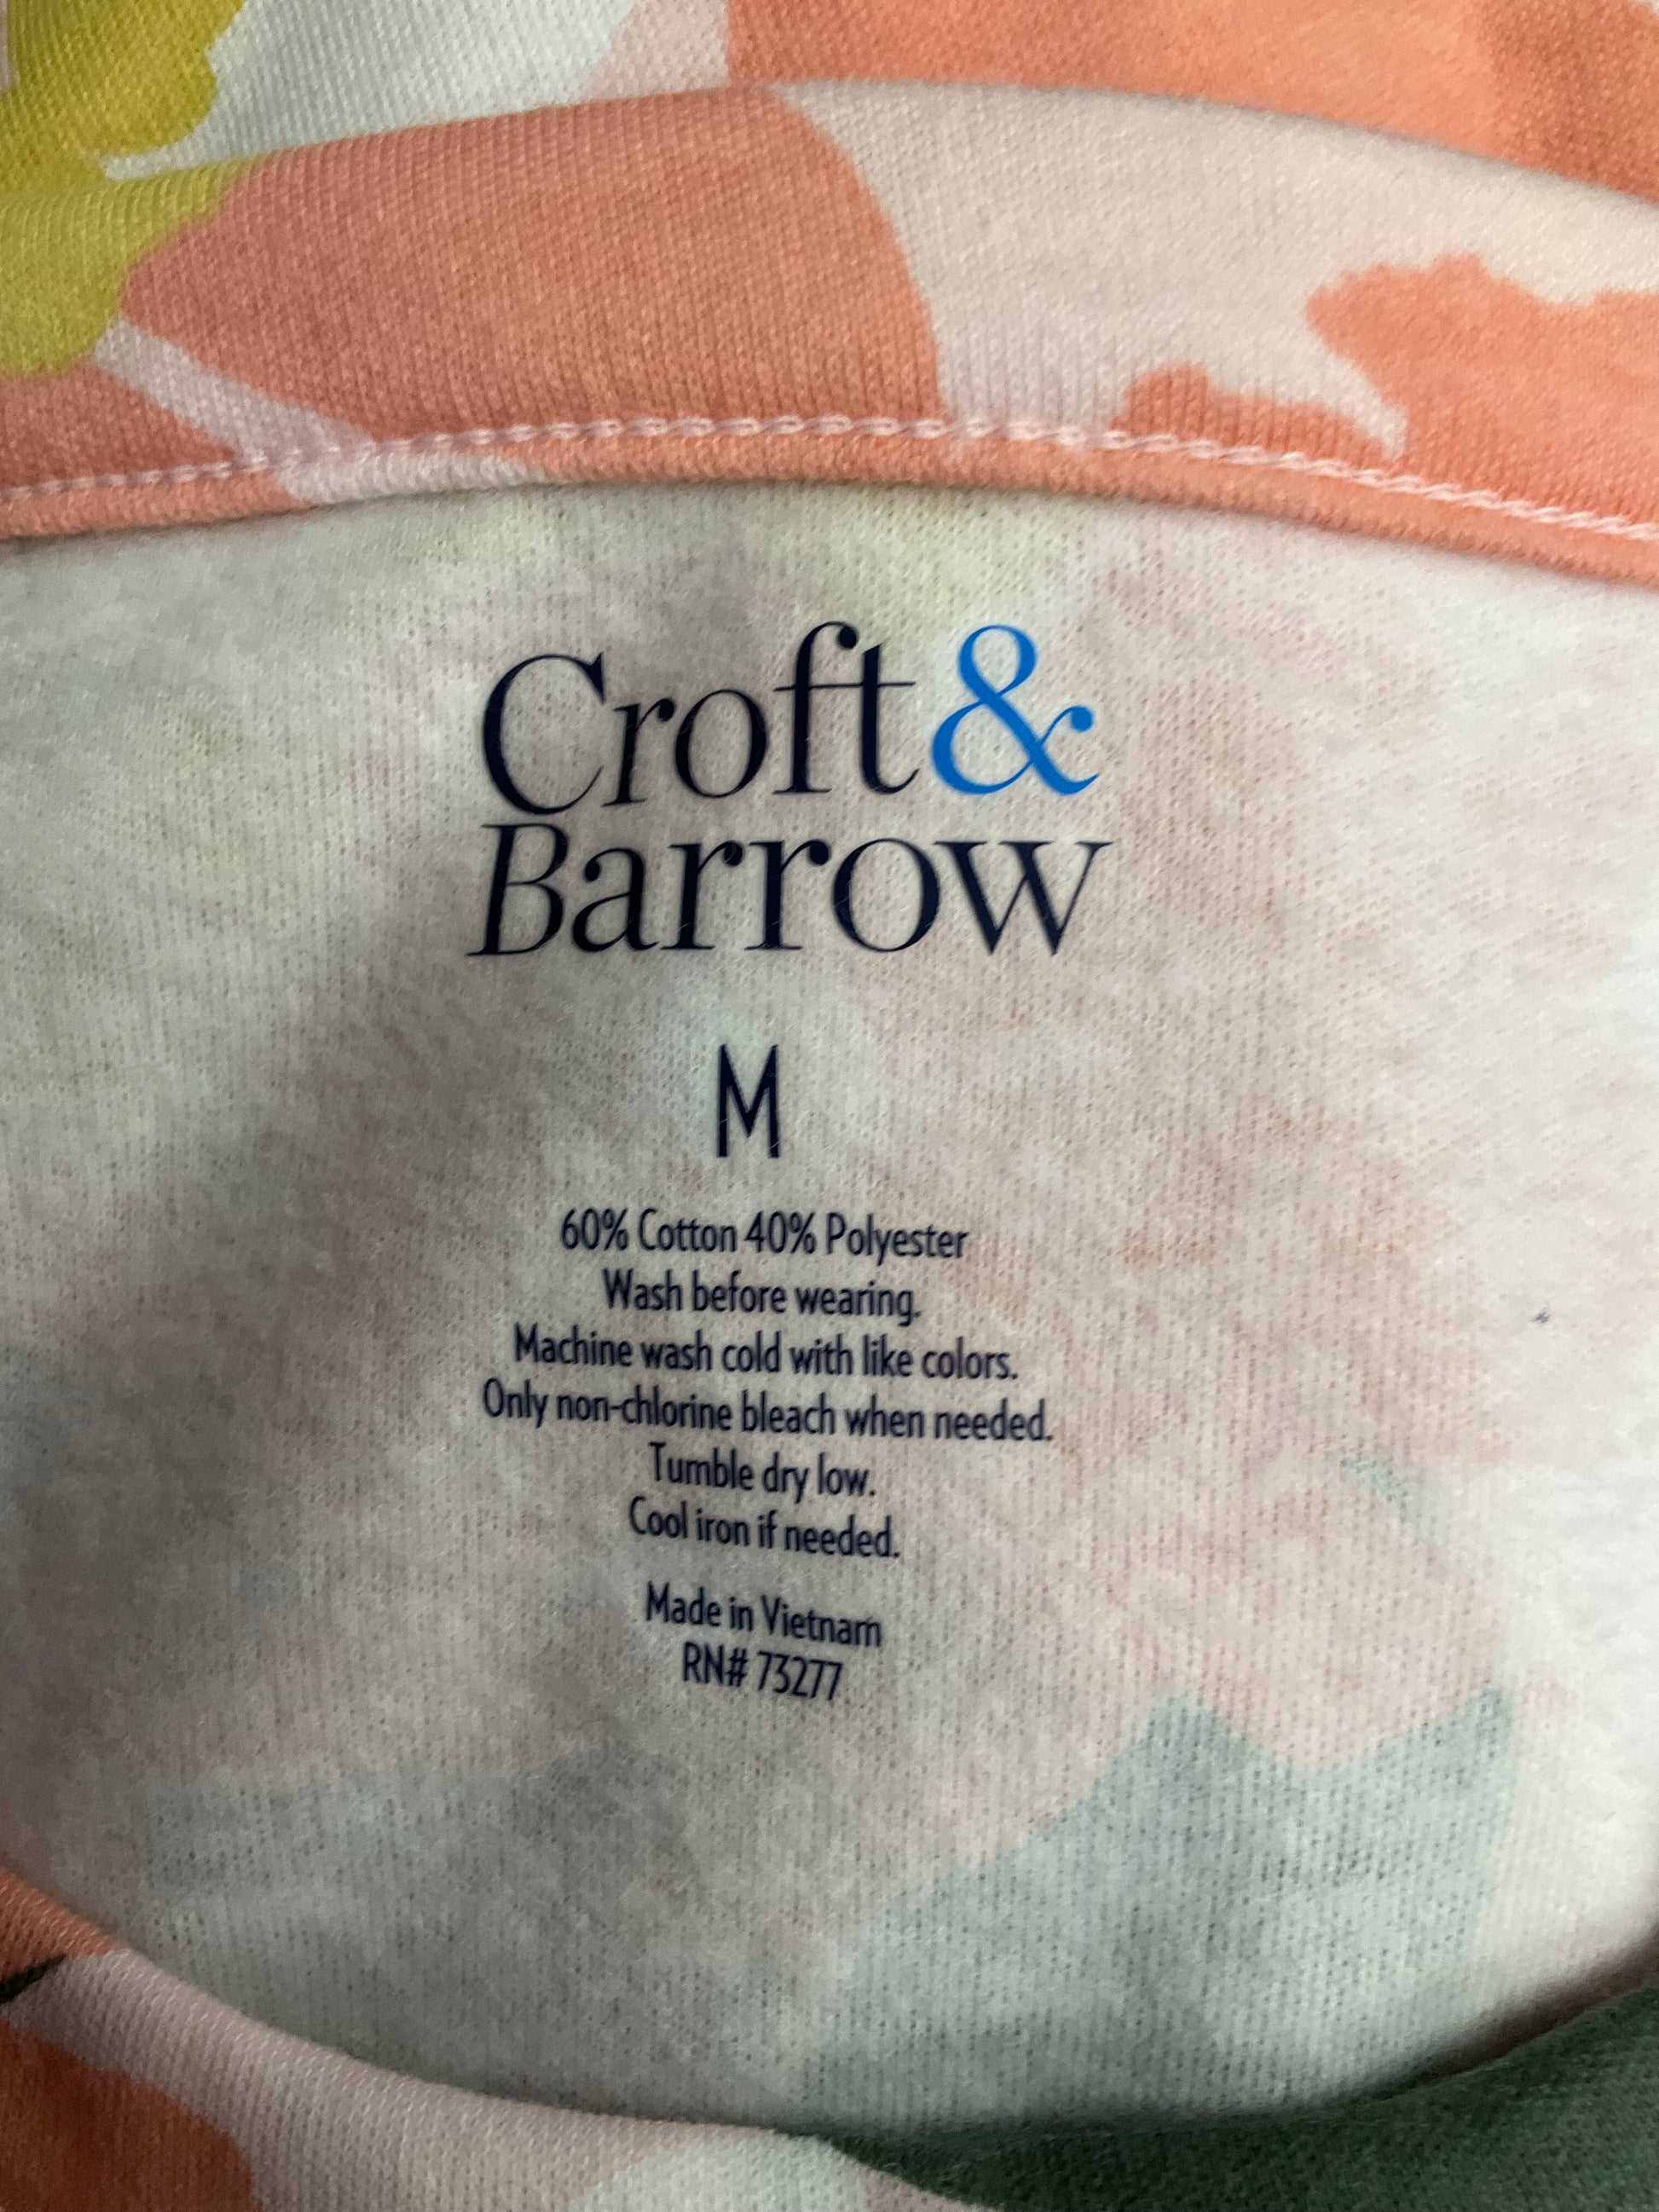 Croft &
Barrow
M
60% Cotton 40% Polyester
Wash before wearing.
Machine wash cold with like colors.
Only non-chlorine bleach when needed.
Tumble dry low.
Cool iron if needed.
Made in Vietnam
RN# 73277